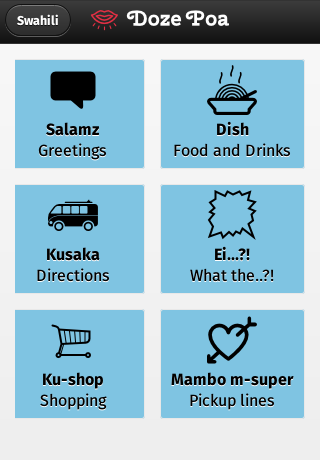 Swahili
Doze Poa
Salamz
Greetings
Dish
Food and Drinks
Kusaka
Directions
Ei...?!
What the..?!
Ku-shop
Shopping
Mambo m-super
Pickup lines